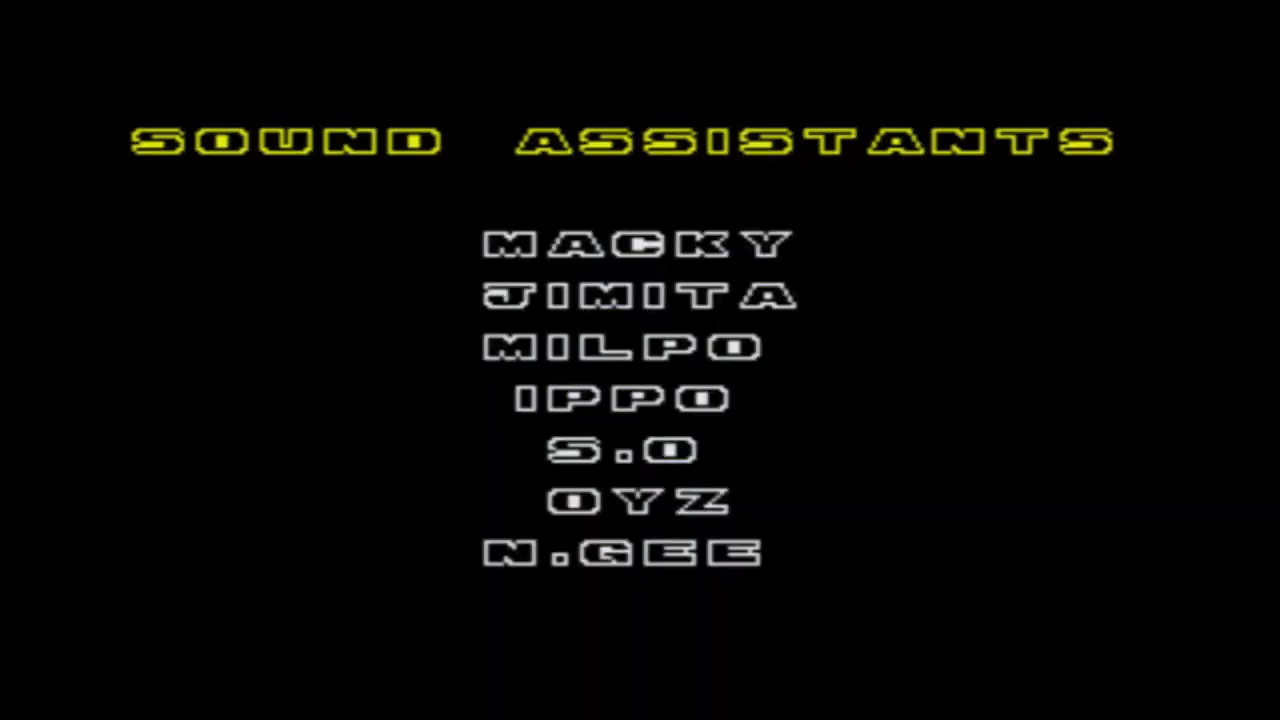 SOUND ASSISTANTS
MACKY
JIMITA
MILPO
IPPO
S.O
OYZ
N.GEE